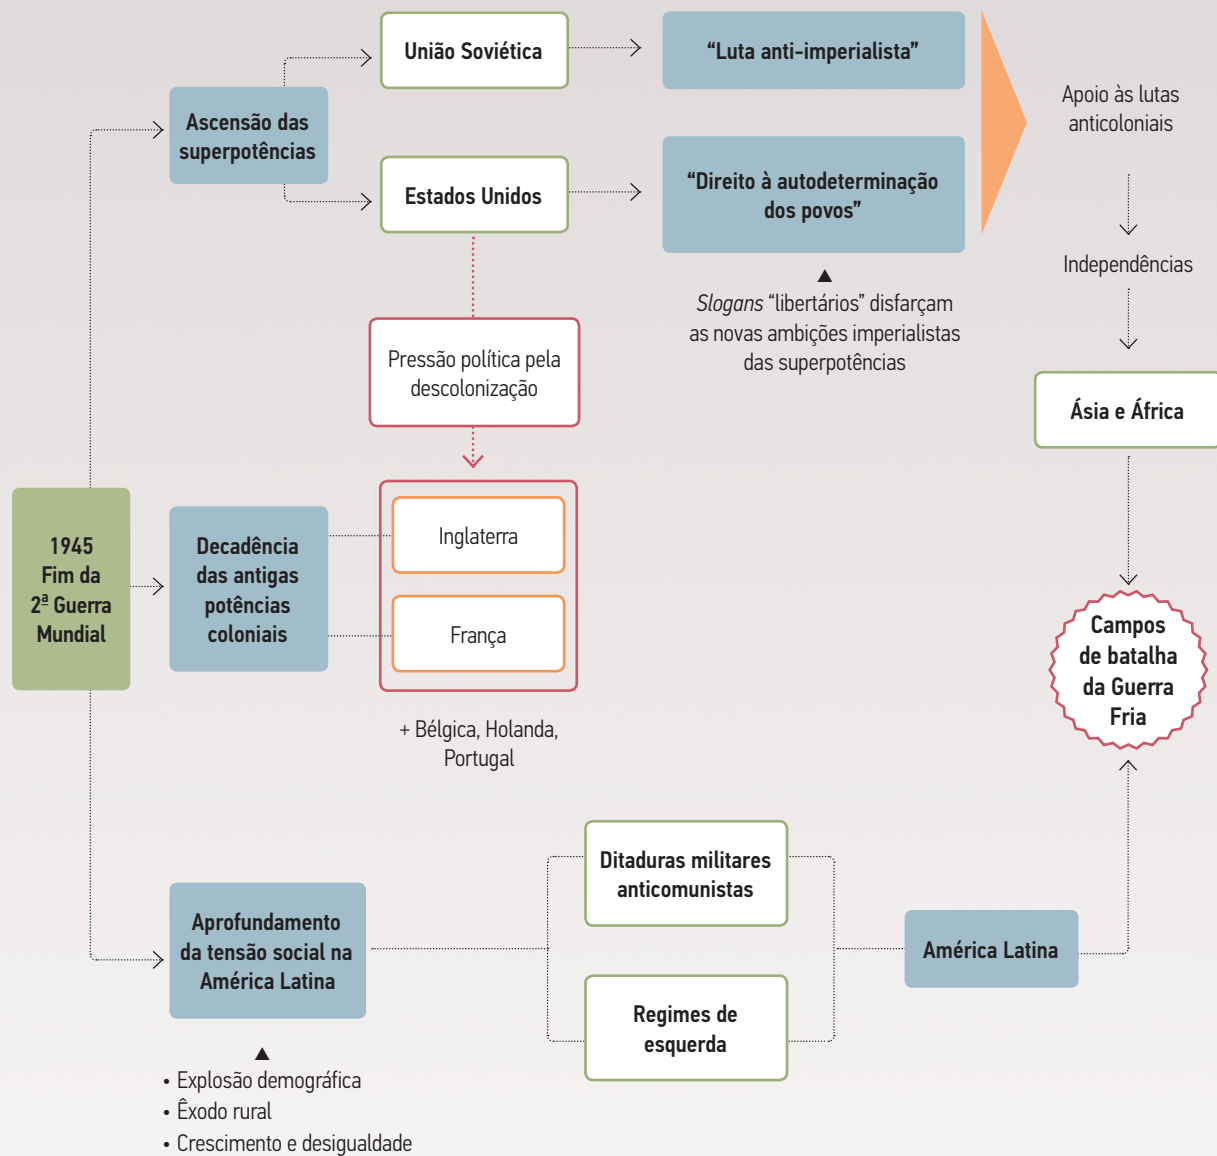 União Soviética
“Luta anti-imperialista”
Apoio às lutas
anticoloniais
Ascensão das
superpotências
Estados Unidos
“Direito à autodeterminação
dos povos”
Independências
Slogans “libertários” disfarçam
as novas ambições imperialistas
das superpotências
Pressão política pela
descolonização
Ásia e África
1945
Fim da
2ª Guerra
Mundial
Decadência
das antigas
potências
coloniais
Inglaterra
França
+ Bélgica, Holanda,
Portugal
Campos
de batalha
da Guerra
Fria
Ditaduras militares
anticomunistas
Aprofundamento
da tensão social na
América Latina
América Latina
Regimes de
esquerda
• Explosão demográfica
• Êxodo rural
• Crescimento e desigualdade